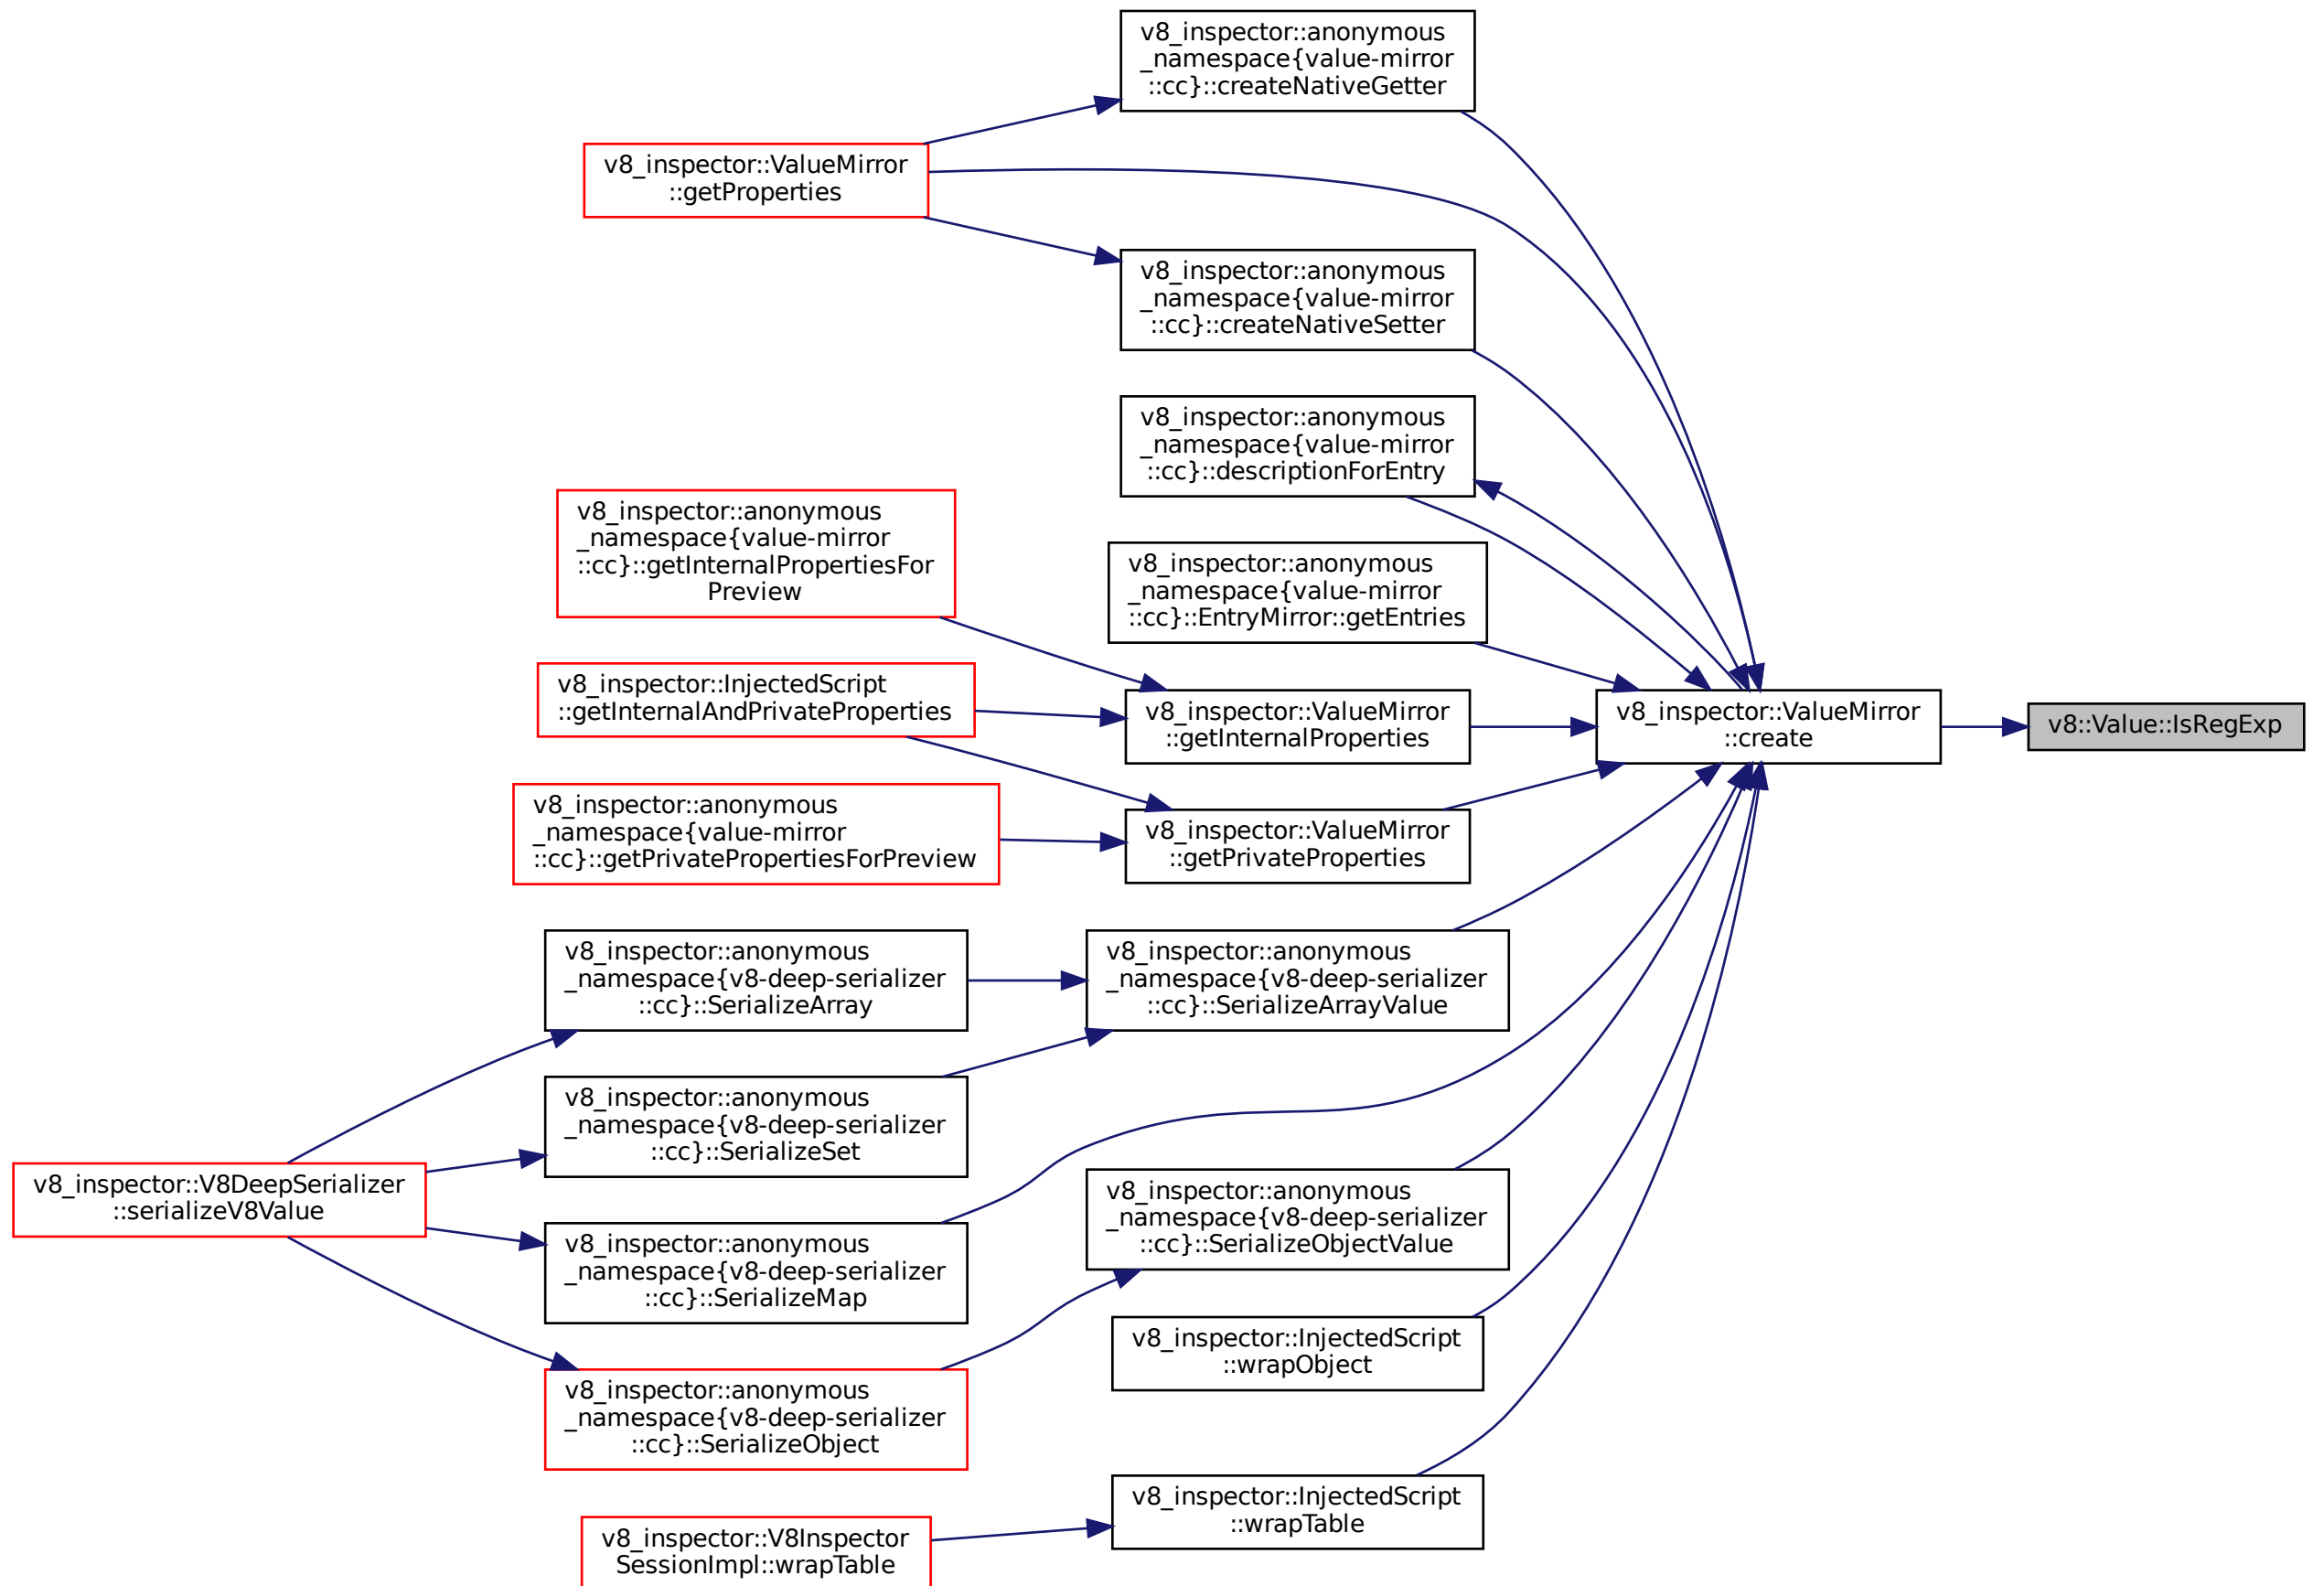 v8_inspector::anonymous
_namespace{value-mirror
::cc}::createNativeGetter
v8_inspector::ValueMirror
::getProperties
v8_inspector::anonymous
_namespace{value-mirror
::cc}::createNativeSetter
v8_inspector::anonymous
_namespace{value-mirror
::cc}::descriptionForEntry
v8_inspector::anonymous
_namespace{value-mirror
::cc}::getInternalPropertiesFor
Preview
v8_inspector::anonymous
_namespace{value-mirror
::cc}::EntryMirror::getEntries
v8_inspector::InjectedScript
::getInternalAndPrivateProperties
v8_inspector::ValueMirror
::getInternalProperties
v8_inspector::ValueMirror
::create
v8::Value::IsRegExp
v8_inspector::anonymous
_namespace{value-mirror
::cc}::getPrivatePropertiesForPreview
v8_inspector::ValueMirror
::getPrivateProperties
v8_inspector::anonymous
_namespace{v8-deep-serializer
::cc}::SerializeArray
v8_inspector::anonymous
_namespace{v8-deep-serializer
::cc}::SerializeArrayValue
v8_inspector::anonymous
_namespace{v8-deep-serializer
::cc}::SerializeSet
v8_inspector::V8DeepSerializer
::serializeV8Value
v8_inspector::anonymous
_namespace{v8-deep-serializer
::cc}::SerializeObjectValue
v8_inspector::anonymous
_namespace{v8-deep-serializer
::cc}::SerializeMap
v8_inspector::InjectedScript
::wrapObject
v8_inspector::anonymous
_namespace{v8-deep-serializer
::cc}::SerializeObject
v8_inspector::InjectedScript
::wrapTable
v8_inspector::V8Inspector
SessionImpl::wrapTable